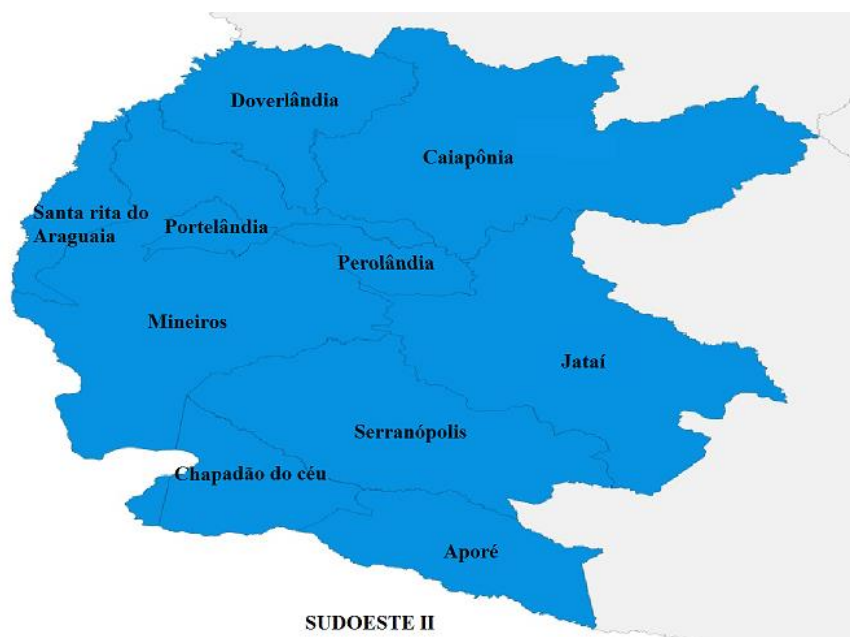 Doverlândia
Caiapônia
Santa rita do
Araguaia
Portelândia
Perolândia
Mineiros
Jataí
Serranópolis
Chapadão do céu
Aporé
SUDOESTE II